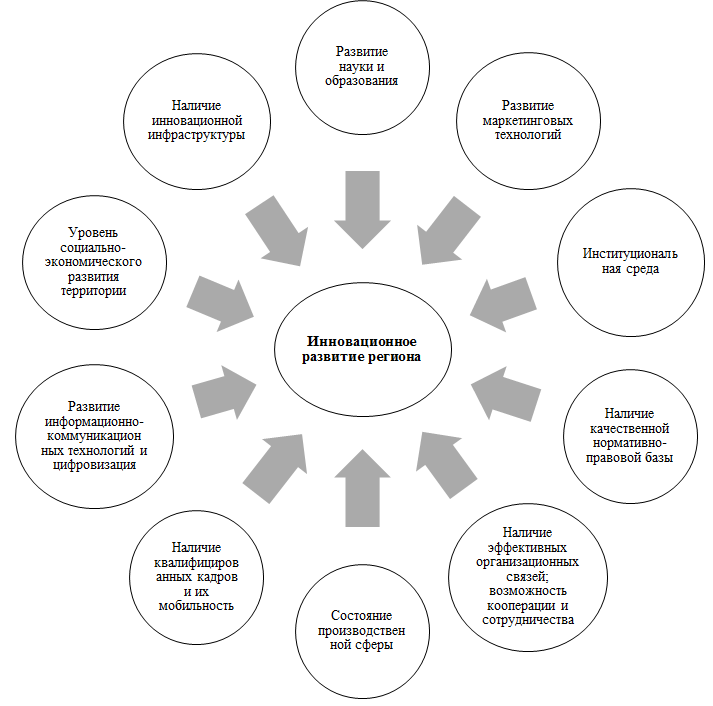 Развитие
науки и
образования
Развитие
маркетинговых
технологий
Институциональ
ная среда
Наличие
качественной
нормативно-
правовой базы
Наличие
эффективных
организационных
связей;
возможность
кооперации и
сотрудничества
Состояние
производствен
ной сферы
Наличие
квалифициров
анных кадров
и их
мобильность
Развитие
информационно-
коммуникацион
ных технологий и
цифровизация
Уровень
социально-
экономического
развития
территории
Наличие
инновационной
инфраструктуры
Инновационное
развитие региона